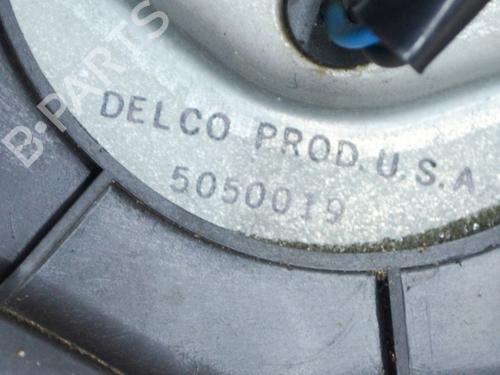 B-PARTS
DELCO PROD. U.S.A
5050019